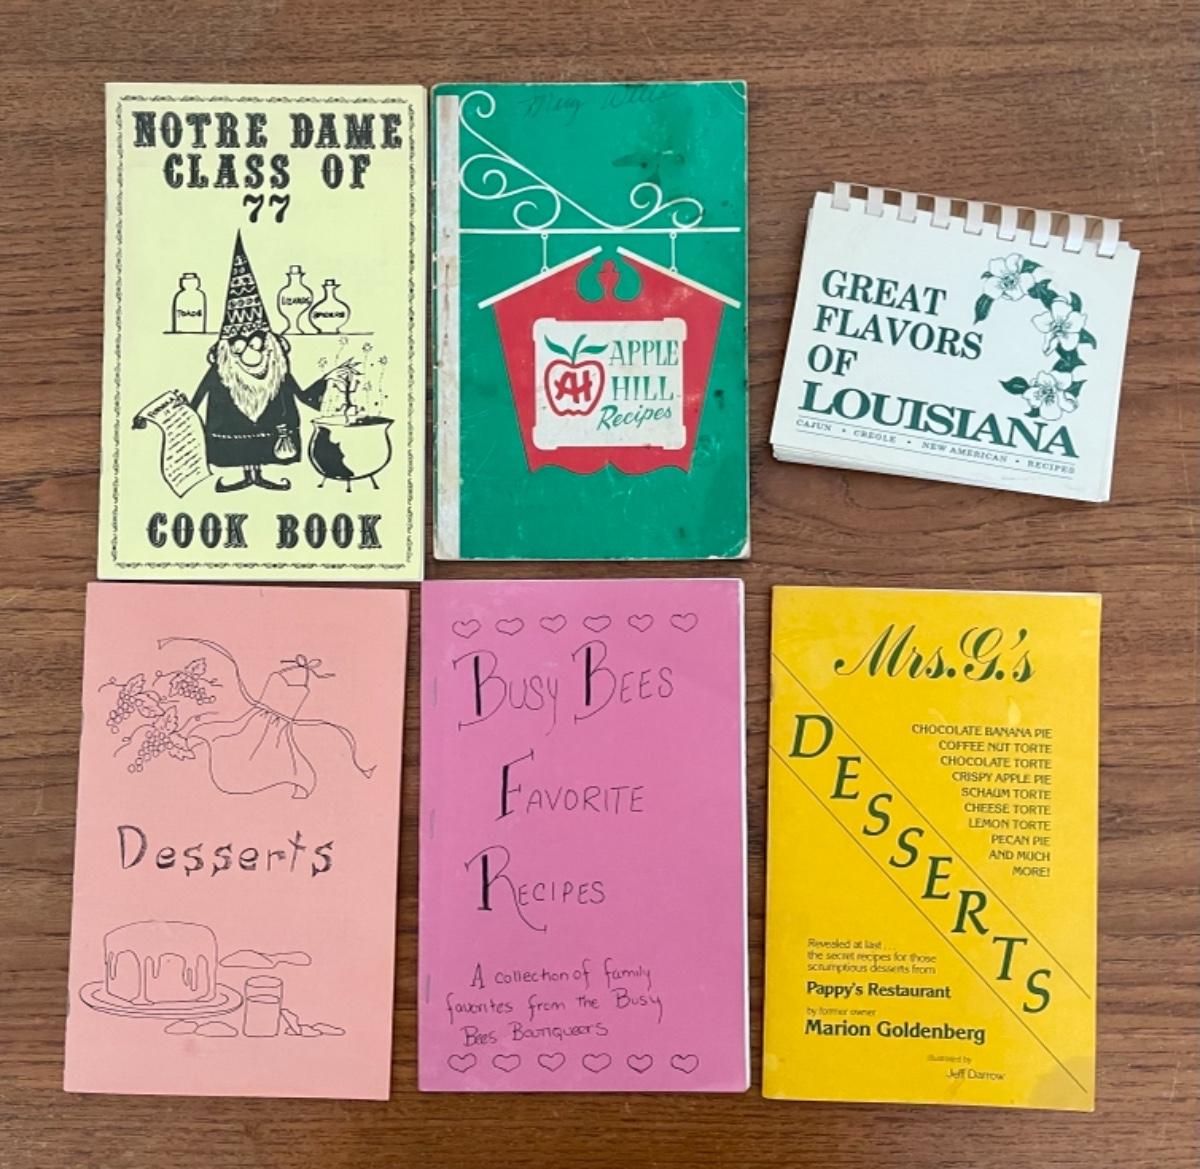 NOTRE DAME
CLASS OF
77
TOADS
LIZARDS
SPIDERS
COOK BOOK
AH
APPLE
HILL
Recipes
GREAT
FLAVORS
OF
LOUISIANA
CAJUN • CREOLE • NEW AMERICAN • RECIPES
Desserts
BUSY BEES
FAVORITE
RECIPES
A collection of family
favorites from the Busy
Bees Boutiqueers
Mrs. G's
DESSERTS
CHOCOLATE BANANA PIE
COFFEE NUT TORTE
CHOCOLATE TORTE
CRISPY APPLE PIE
SCHAUM TORTE
CHEESE TORTE
LEMON TORTE
PECAN PIE
AND MUCH
MORE!
Revealed at last...
the secret recipes for those
scrumptious desserts from
Pappy's Restaurant
by former owner
Marion Goldenberg
illustrated by
Jeff Darrow